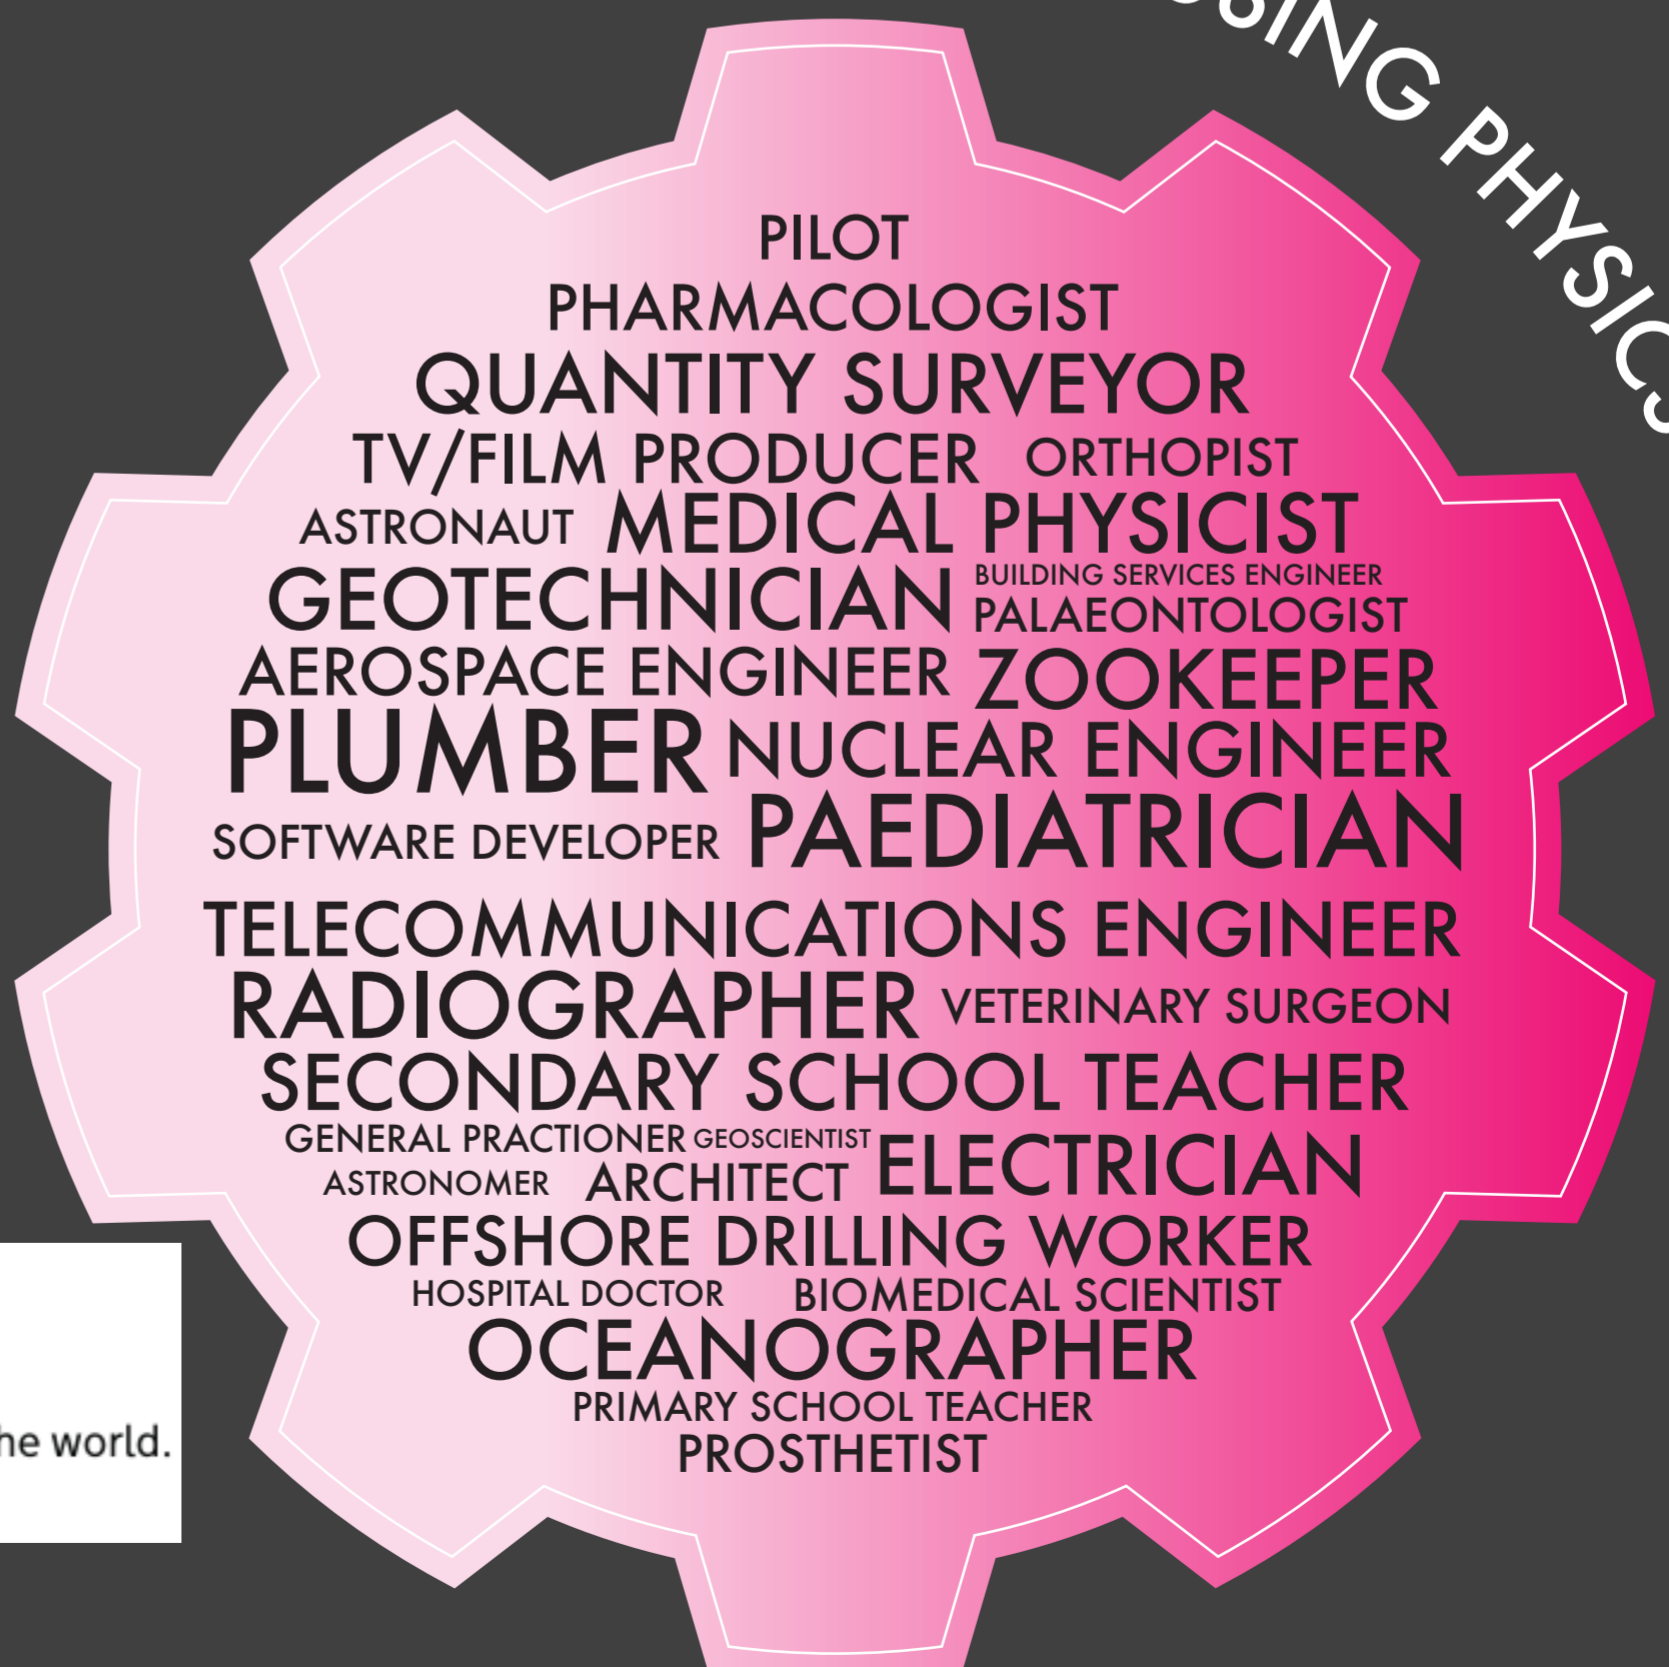 PHYSICS
PILOT
PHARMACOLOGIST
QUANTITY SURVEYOR
TV/FILM PRODUCER ORTHOPIST
ASTRONAUT MEDICAL PHYSICIST
GEOTECHNICIAN BUILDING SERVICES ENGINEER
PALAEONTOLOGIST
AEROSPACE ENGINEER ZOOKEEPER
PLUMBER NUCLEAR ENGINEER
SOFTWARE DEVELOPER PAEDIATRICIAN
TELECOMMUNICATIONS ENGINEER
RADIOGRAPHER VETERINARY SURGEON
SECONDARY SCHOOL TEACHER
GENERAL PRACTIONER GEOSCIENTIST ELECTRICIAN
ASTRONOMER ARCHITECT
OFFSHORE DRILLING WORKER
HOSPITAL DOCTOR BIOMEDICAL SCIENTIST
OCEANOGRAPHER
PRIMARY SCHOOL TEACHER
PROSTHETIST
world.